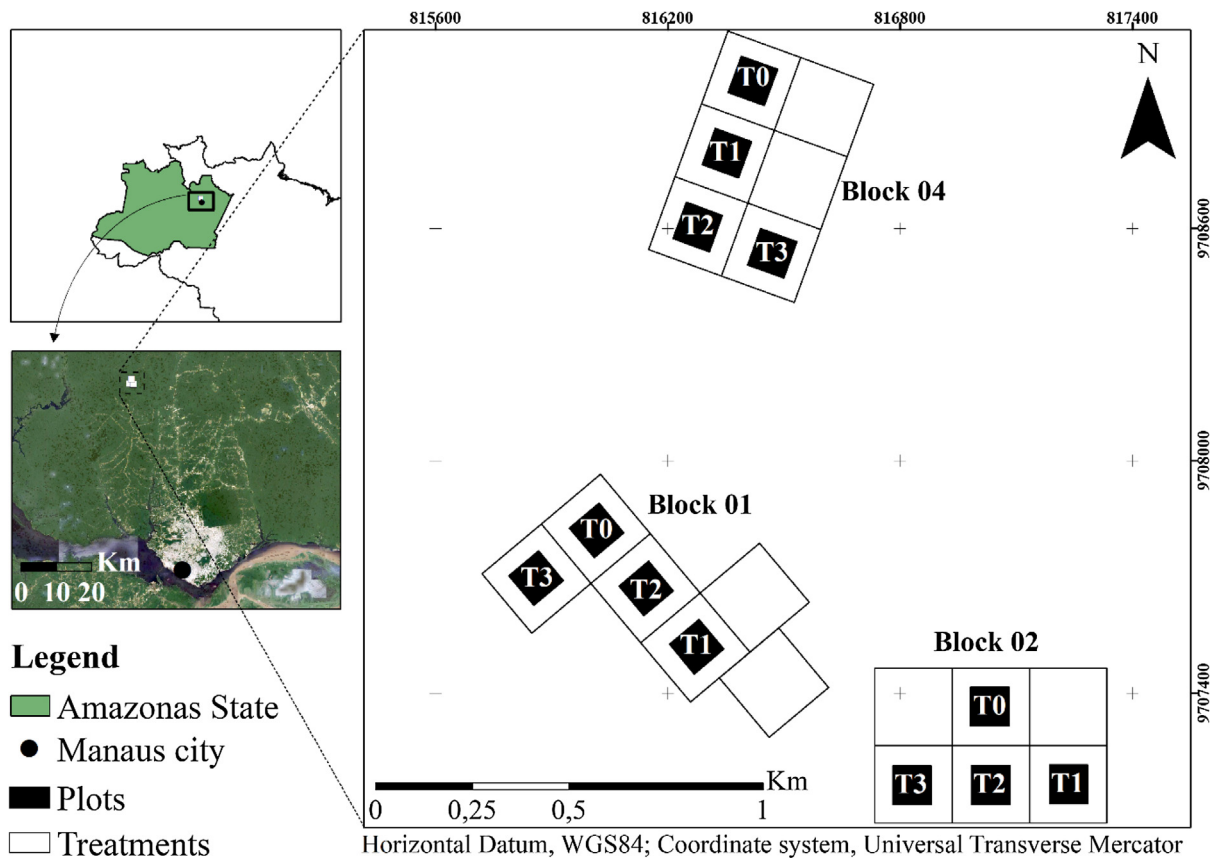 815600 816200 816800 817400
N
T0
T1
Block 04
T2
T3
9708600
9708000
Block 01
T0
T3
T2
T1
Km
0 10 20
Block 02
T0
T3 T2 T1
9707400
Legend
Amazonas State
Manaus city
Plots
Treatments
Km
0 0,25 0,5 1
Horizontal Datum, WGS84; Coordinate system, Universal Transverse Mercator